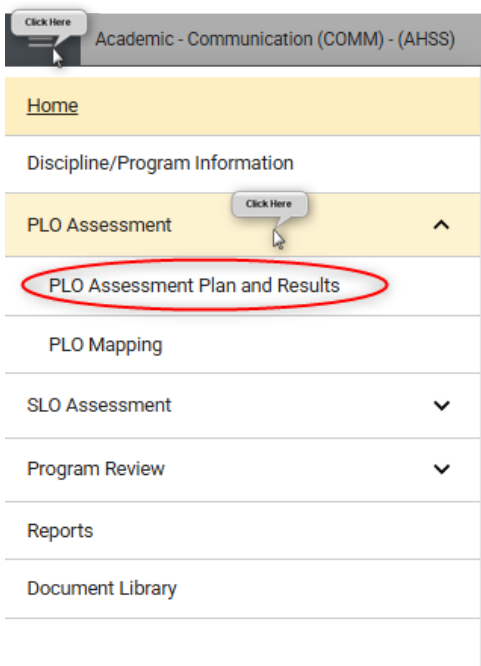 Click Here
Academic - Communication (COMM) - (AHSS)
Home
Discipline/Program Information
Click Here
PLO Assessment
PLO Assessment Plan and Results
PLO Mapping
SLO Assessment
Program Review
Reports
Document Library